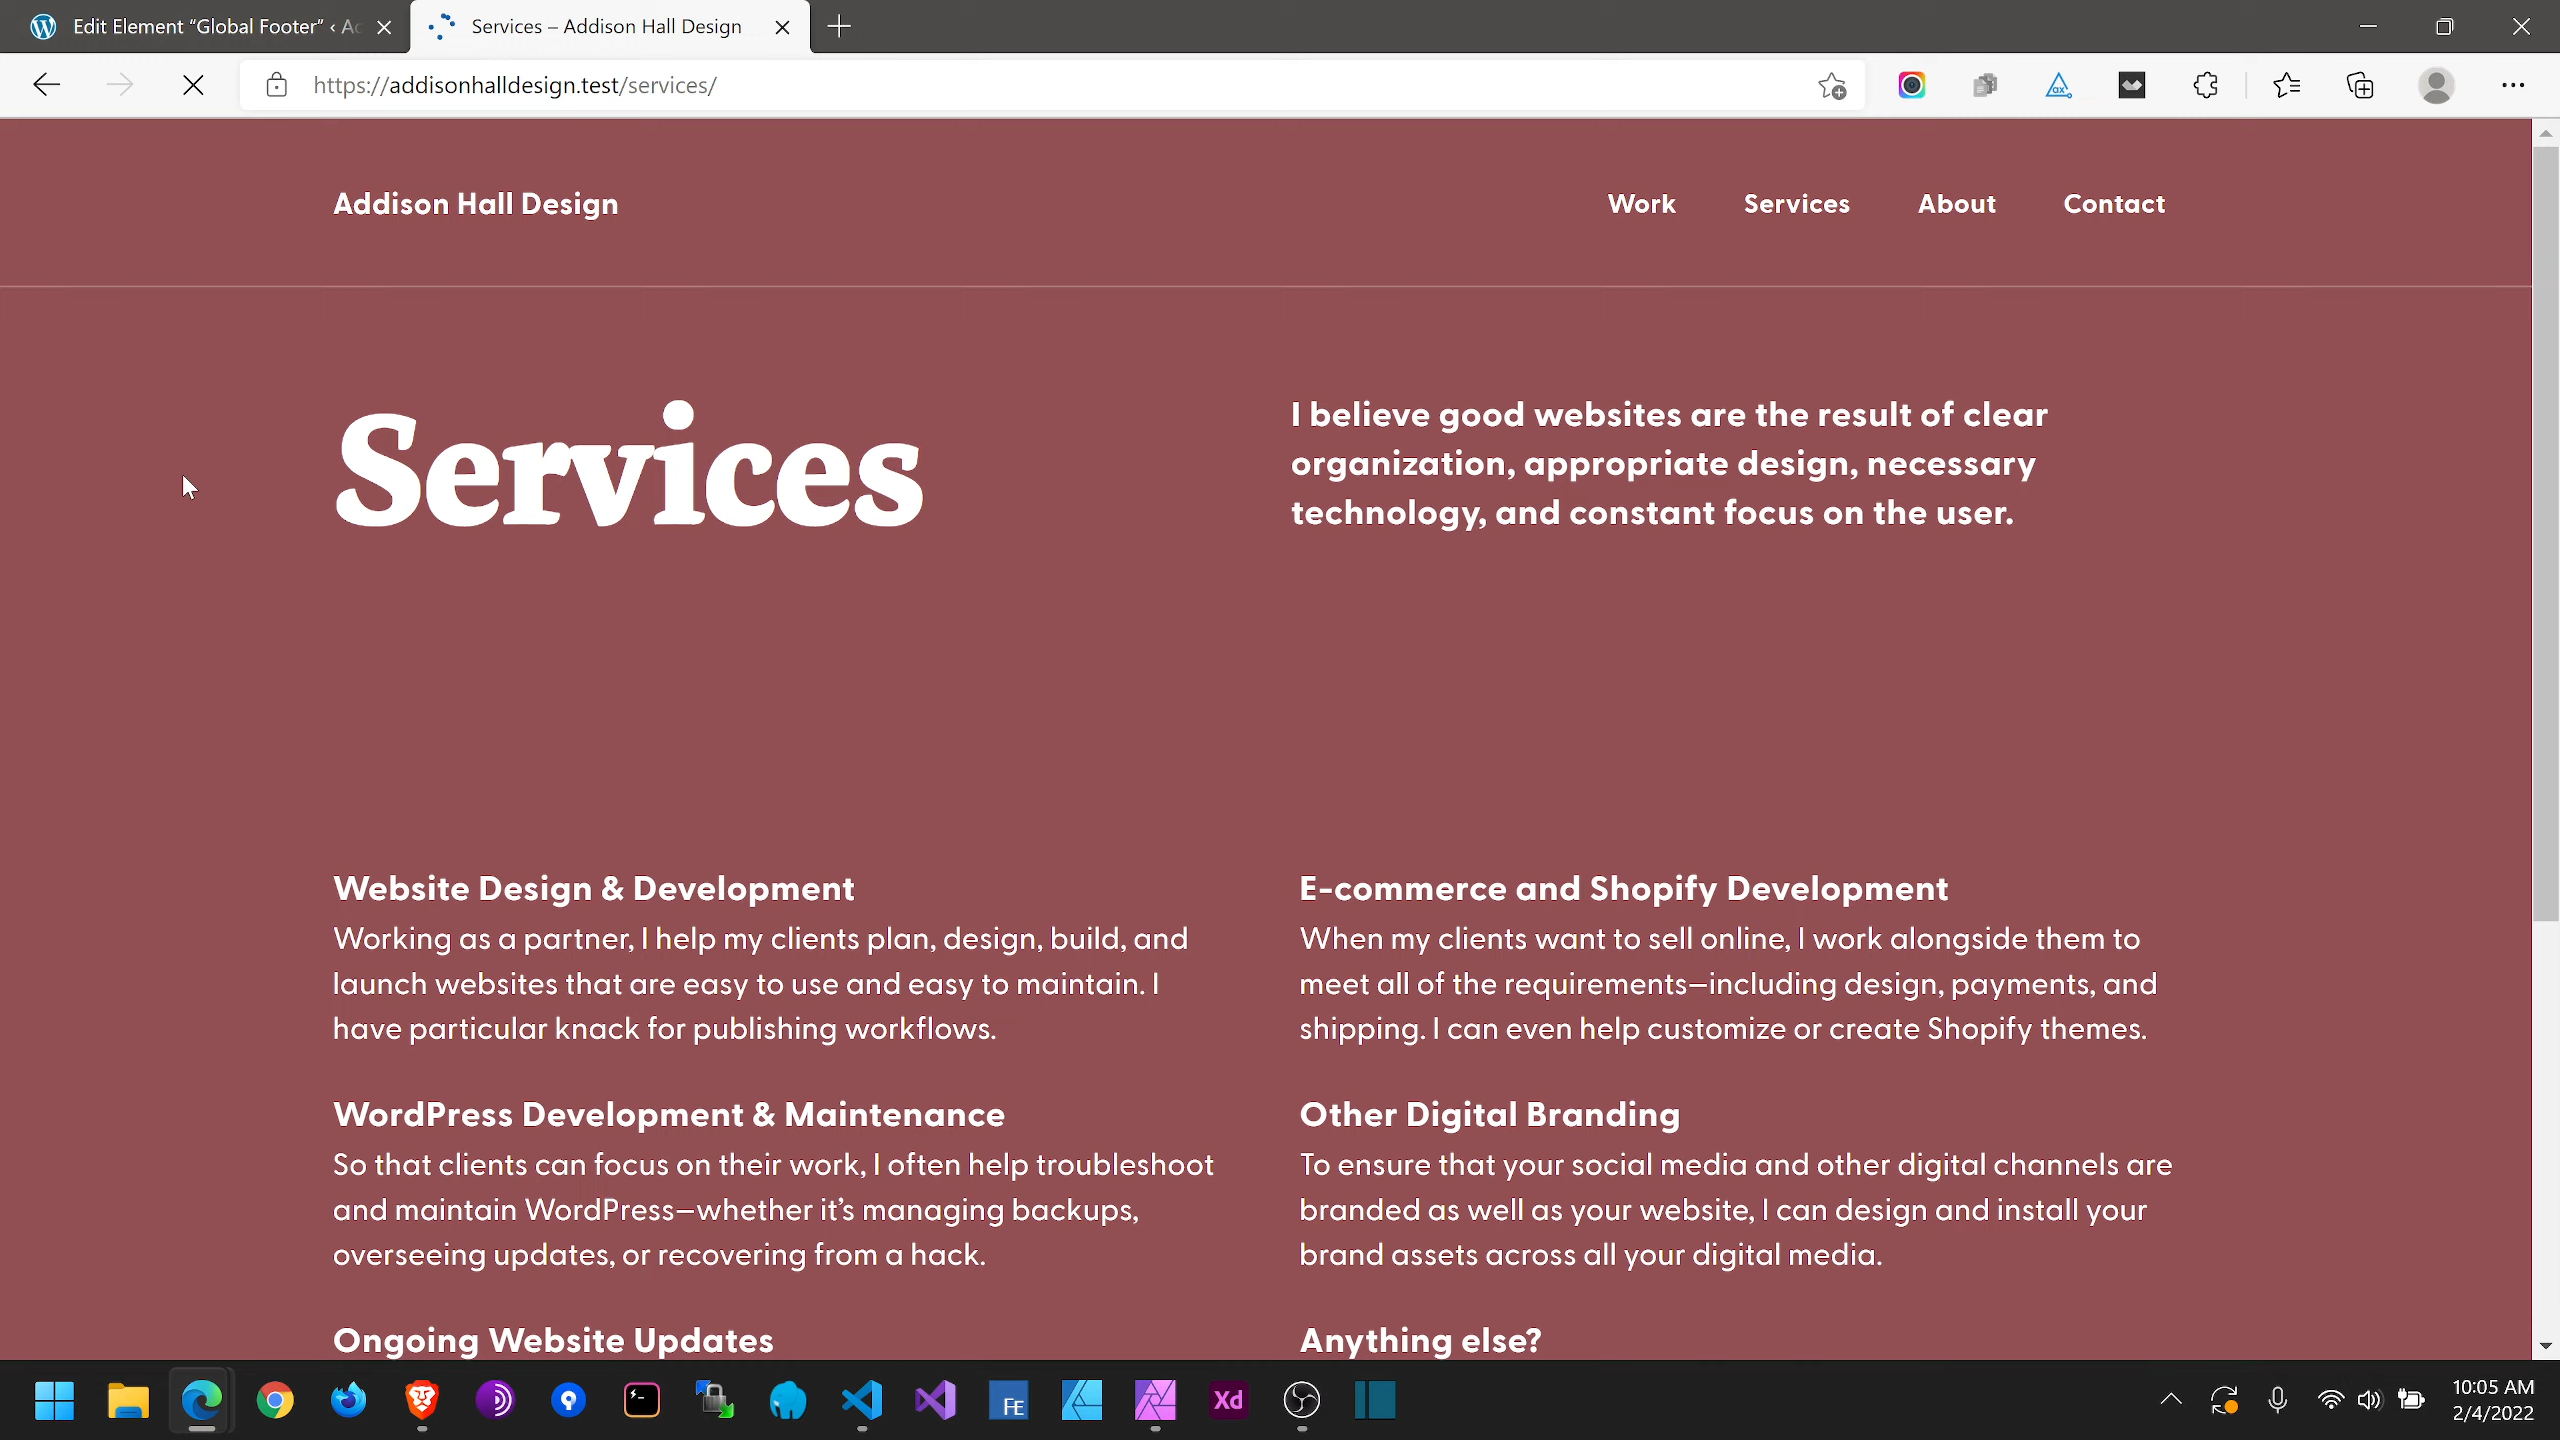 Edit Element “Global Footer” ‹ Ac
Services – Addison Hall Design
https://addisonhalldesign.test/services/
Addison Hall Design
Work Services About Contact
Services
I believe good websites are the result of clear
organization, appropriate design, necessary
technology, and constant focus on the user.
Website Design & Development
Working as a partner, I help my clients plan, design, build, and
launch websites that are easy to use and easy to maintain. I
have particular knack for publishing workflows.
E-commerce and Shopify Development
When my clients want to sell online, I work alongside them to
meet all of the requirements—including design, payments, and
shipping. I can even help customize or create Shopify themes.
WordPress Development & Maintenance
So that clients can focus on their work, I often help troubleshoot
and maintain WordPress—whether it’s managing backups,
overseeing updates, or recovering from a hack.
Other Digital Branding
To ensure that your social media and other digital channels are
branded as well as your website, I can design and install your
brand assets across all your digital media.
Ongoing Website Updates
Anything else?
FE
Xd
10:05 AM
2/4/2022